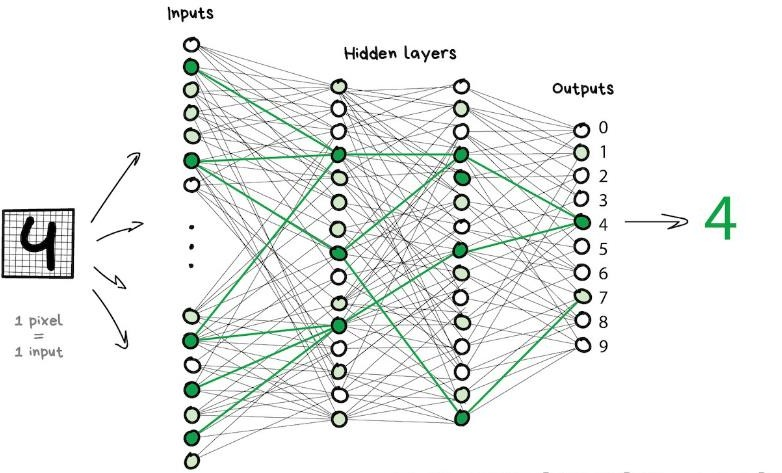 Inputs
Hidden layers
Outputs
0
1
2
3
4
5
6
7
8
9
4
4
1 pixel
=
1 input